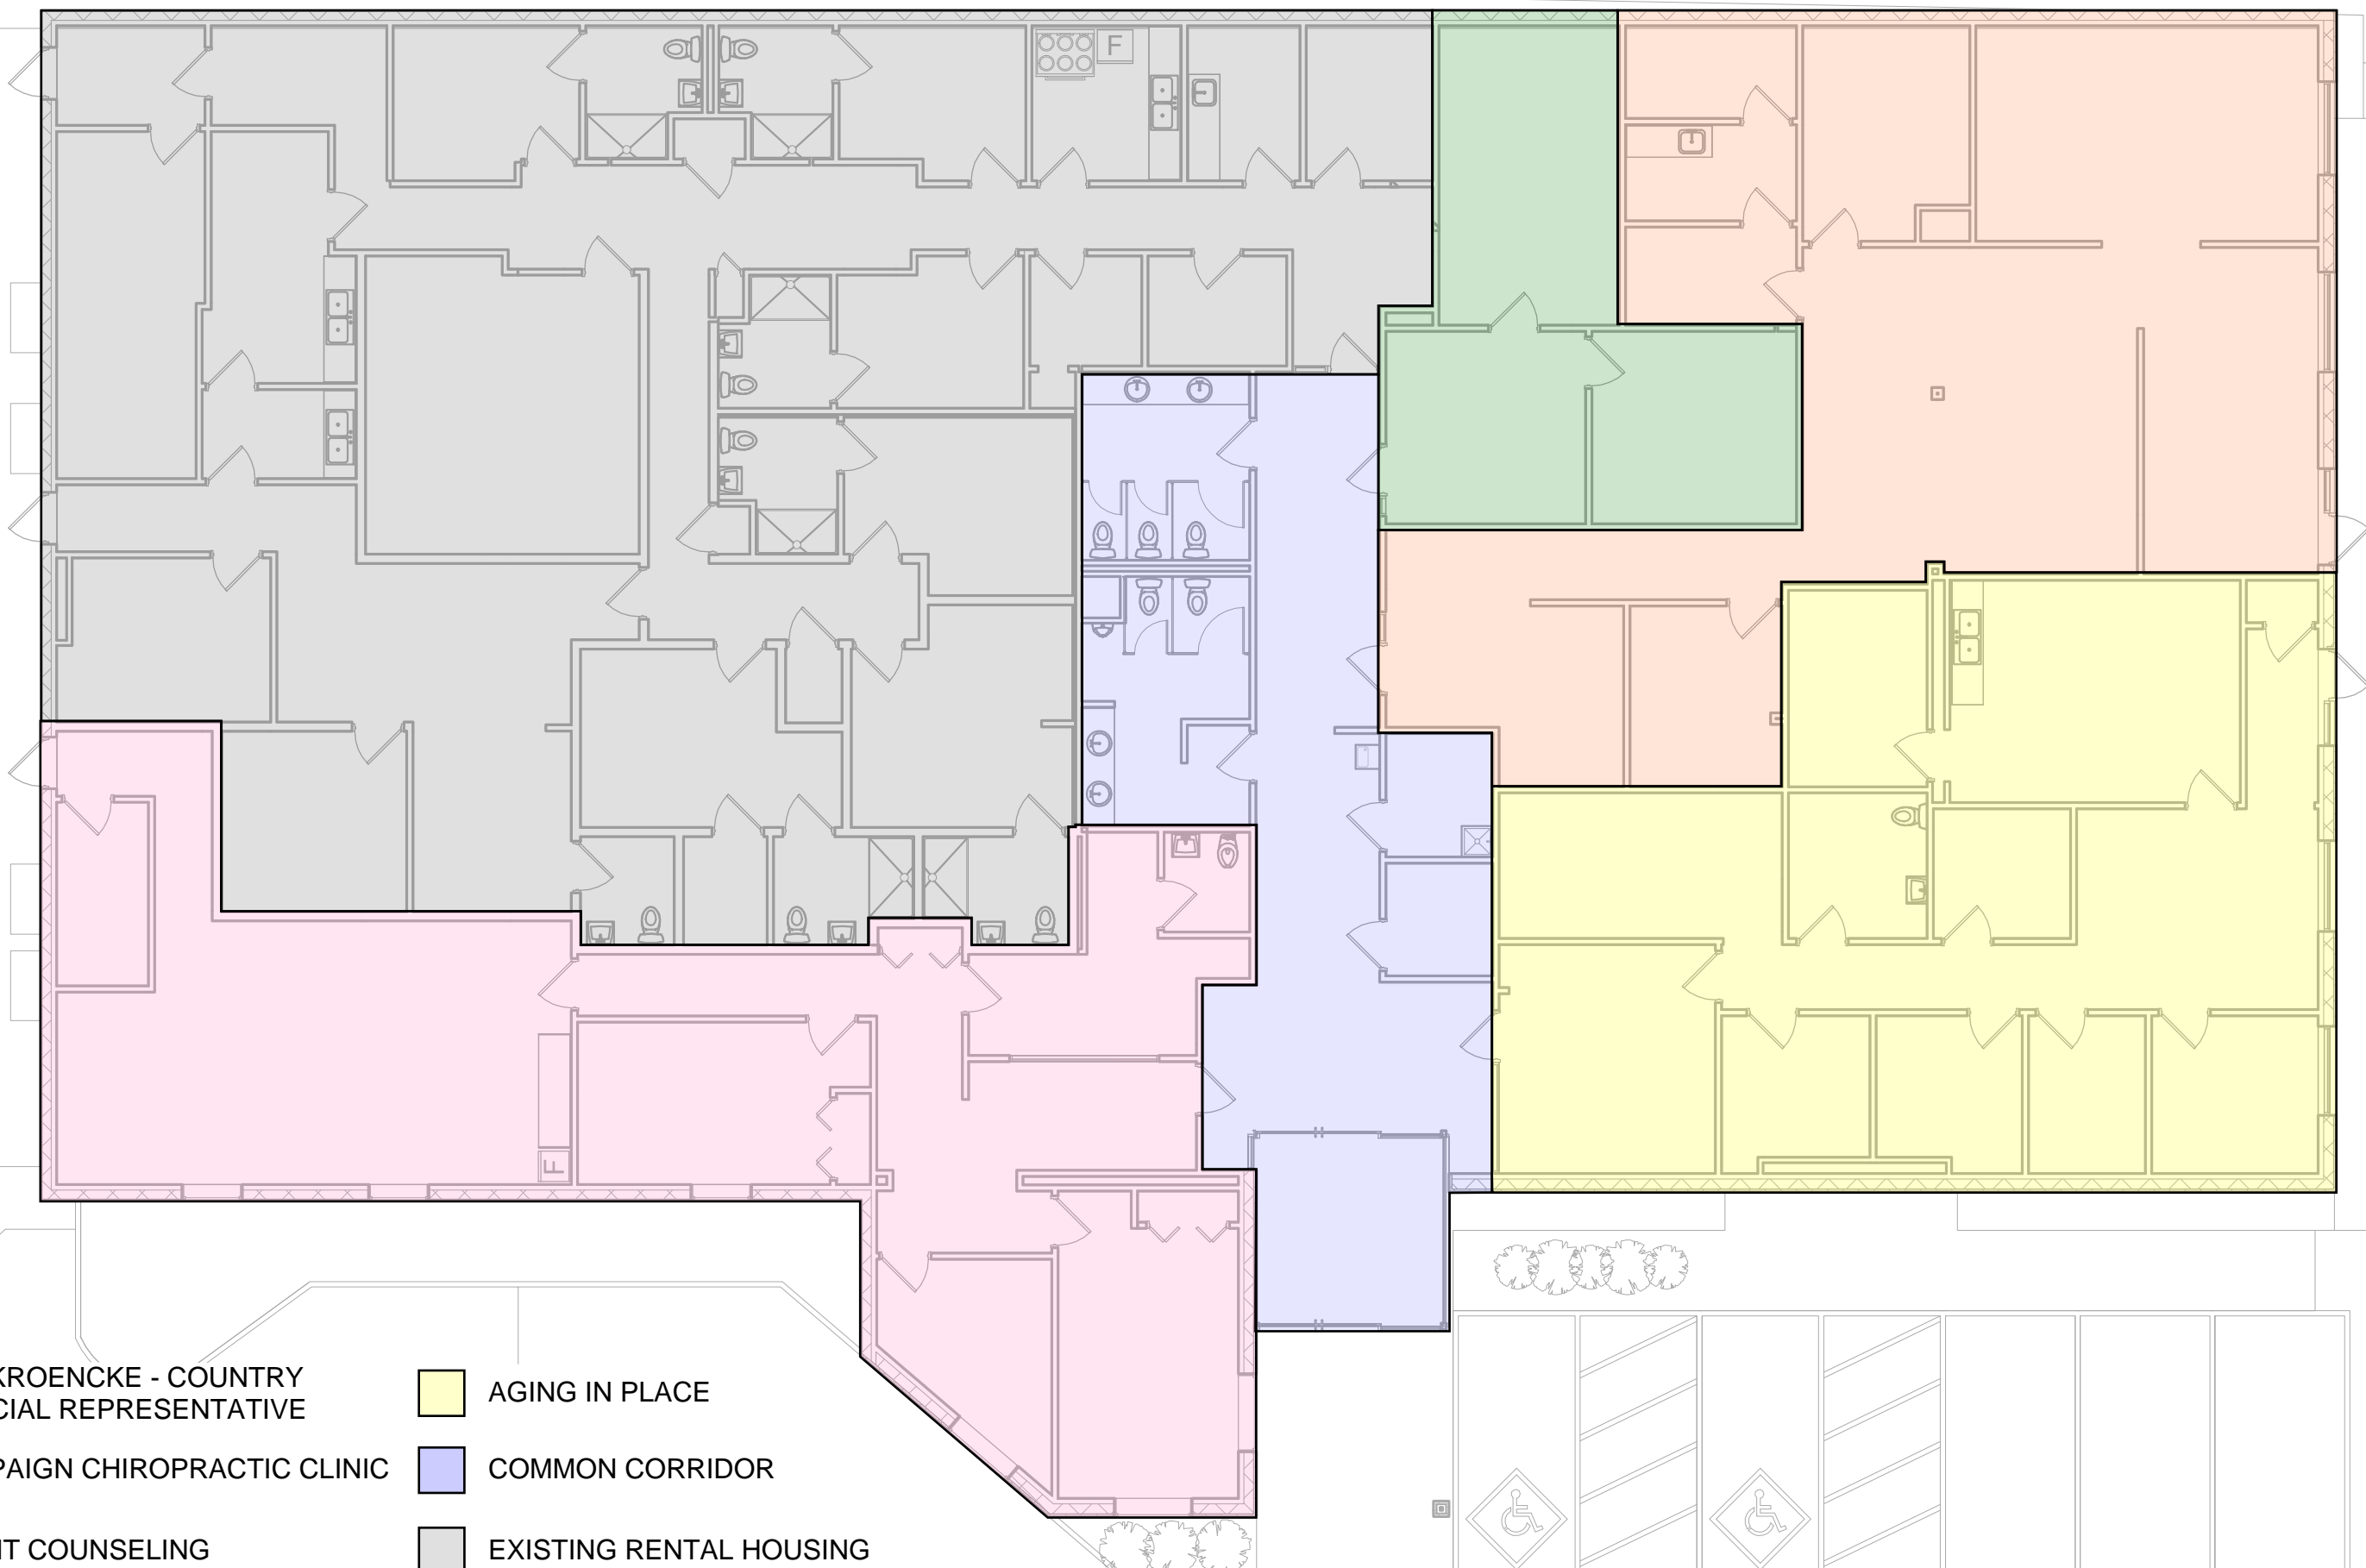 F
F
KROENCKE - COUNTRY
CIAL REPRESENTATIVE
AGING IN PLACE
PAIGN CHIROPRACTIC CLINIC
COMMON CORRIDOR
IT COUNSELING
EXISTING RENTAL HOUSING